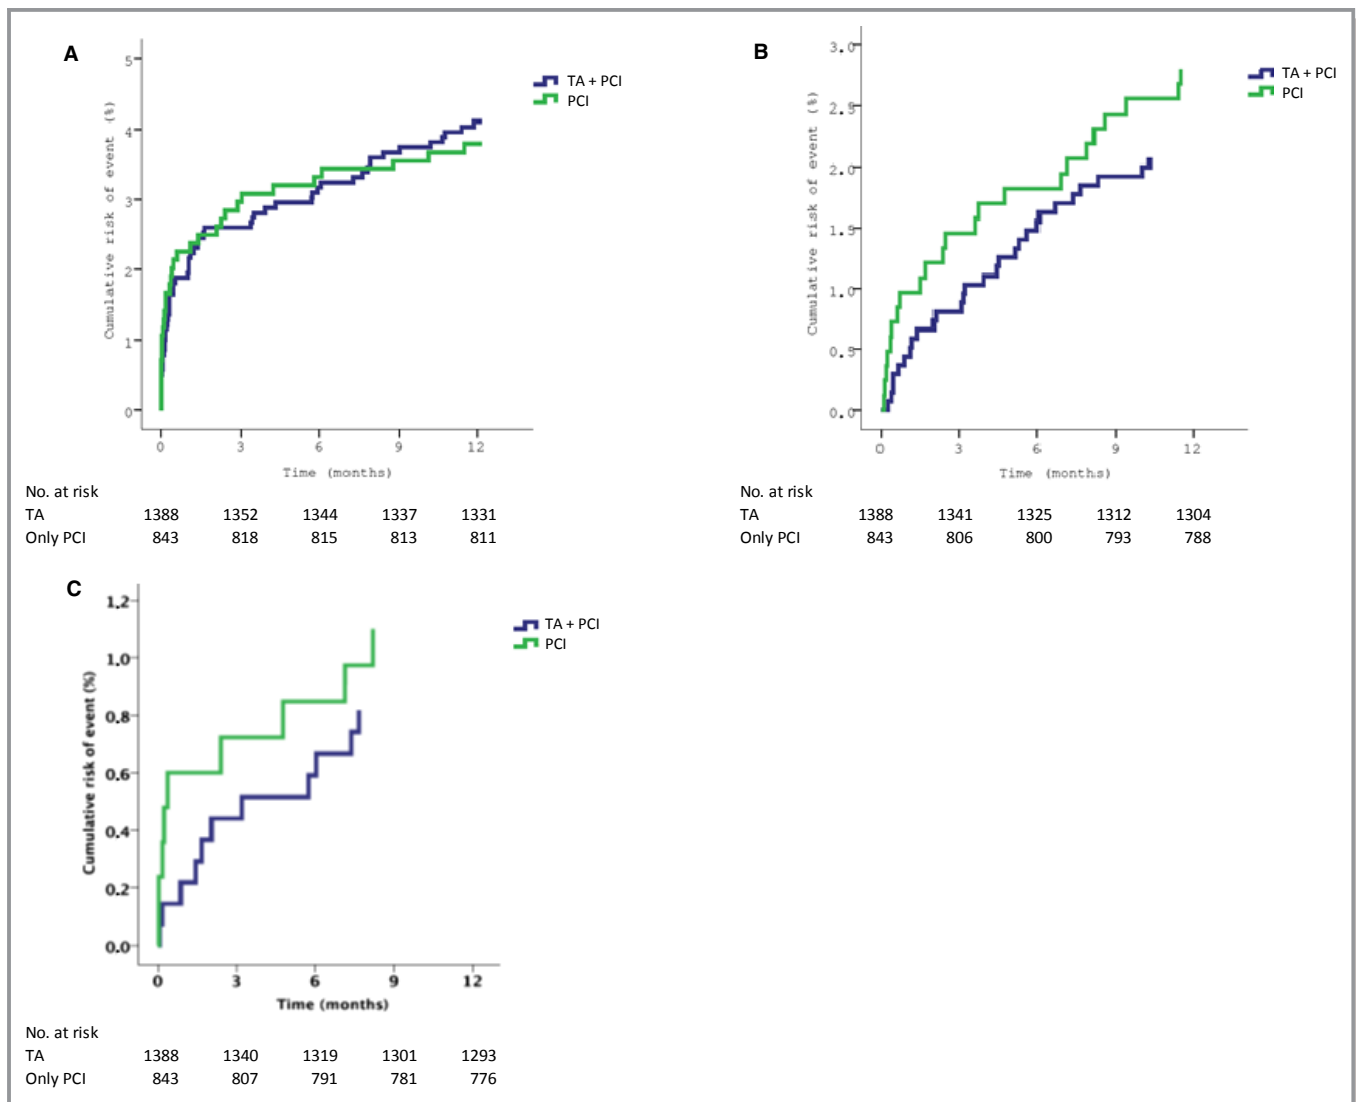 A
Cumulative risk of event (%)
5
4
3
2
1
0
0 3 6 9 12
Time (months)
TA + PCI
PCI
No. at risk
TA 1388 1352 1344 1337 1331
Only PCI 843 818 815 813 811
B
Cumulative risk of event (%)
3.0
2.5
2.0
1.5
1.0
0.5
0.0
0 3 6 9 12
Time (months)
TA + PCI
PCI
No. at risk
TA 1388 1341 1325 1312 1304
Only PCI 843 806 800 793 788
C
Cumulative risk of event (%)
1.2
1.0
0.8
0.6
0.4
0.2
0.0
0 3 6 9 12
Time (months)
TA + PCI
PCI
No. at risk
TA 1388 1340 1319 1301 1293
Only PCI 843 807 791 781 776